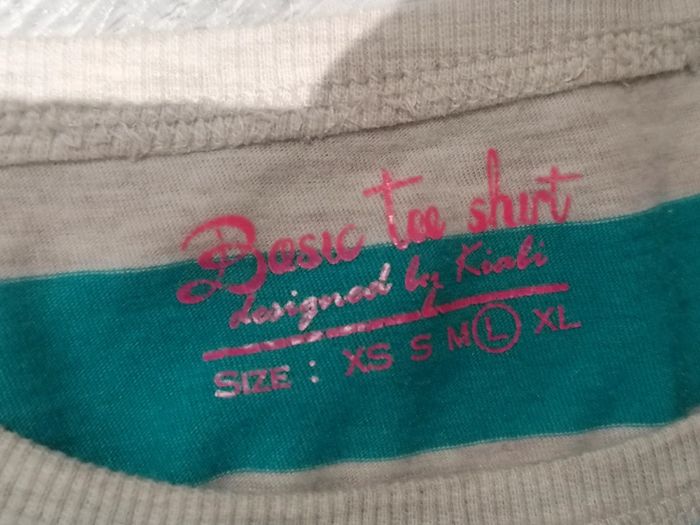 Basic tee shirt
designed by Kiabi
SIZE : XS S M L XL